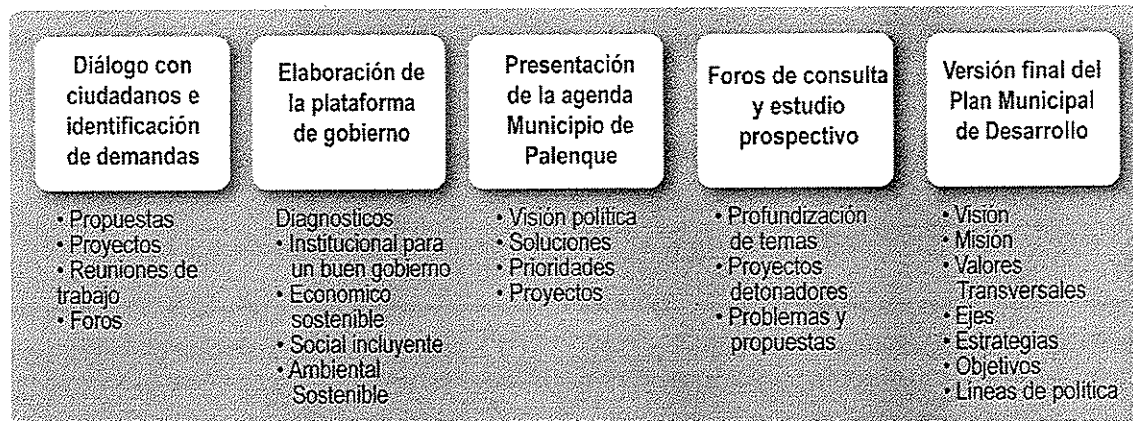 Diálogo con
ciudadanos e
identificación
de demandas
• Propuestas
• Proyectos
• Reuniones de
trabajo
• Foros
Elaboración de
la plataforma
de gobierno
Diagnosticos
• Institucional para
un buen gobierno
• Economico
sostenible
• Social incluyente
• Ambiental
Sostenible
Presentación
de la agenda
Municipio de
Palenque
• Visión política
• Soluciones
• Prioridades
• Proyectos
Foros de consulta
y estudio
prospectivo
• Profundización
de temas
• Proyectos
detonadores
• Problemas y
propuestas
Versión final del
Plan Municipal
de Desarrollo
• Visión
• Misión
• Valores
Transversales
• Ejes
• Estrategias
• Objetivos
• Líneas de política